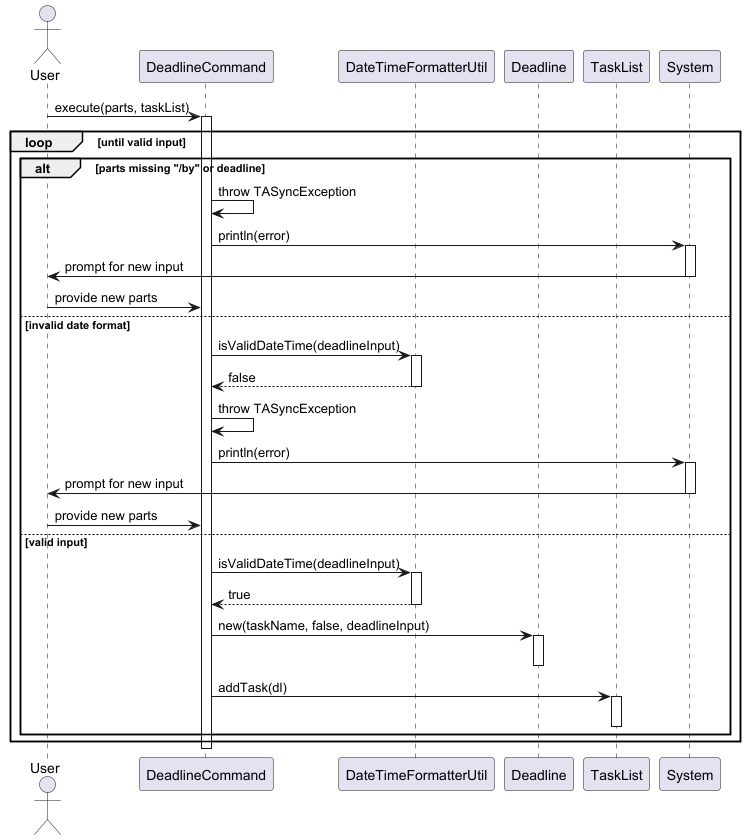 User
DeadlineCommand
DateTimeFormatterUtil
Deadline
TaskList
System
execute(parts, taskList)
loop
[until valid input]
alt
[parts missing "/by" or deadline]
throw TASyncException
println(error)
prompt for new input
provide new parts
[invalid date format]
isValidDateTime(deadlineInput)
false
throw TASyncException
println(error)
prompt for new input
provide new parts
[valid input]
isValidDateTime(deadlineInput)
true
new(taskName, false, deadlineInput)
addTask(dl)
User
DeadlineCommand
DateTimeFormatterUtil
Deadline
TaskList
System